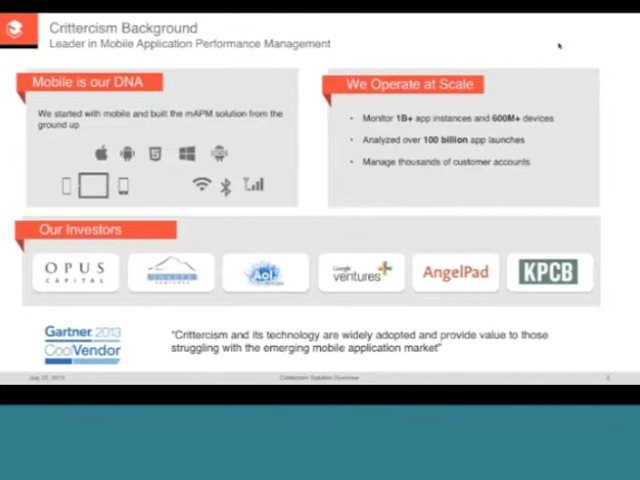 Crittercism Background
Leader in Mobile Application Performance Management
Mobile is our DNA
We started with mobile and built the mAPM solution from the
ground up
We Operate at Scale
• Monitor 1B+ app instances and 600M+ devices
• Analyzed over 100 billion app launches
• Manage thousands of customer accounts
Our Investors
OPUS
CAPITAL
VENTURES
Aol
Google
ventures
AngelPad
KPCB
Gartner 2013
CoolVendor
“Crittercism and its technology are widely adopted and provide value to those
struggling with the emerging mobile application market”
Crittercism Solution Overview